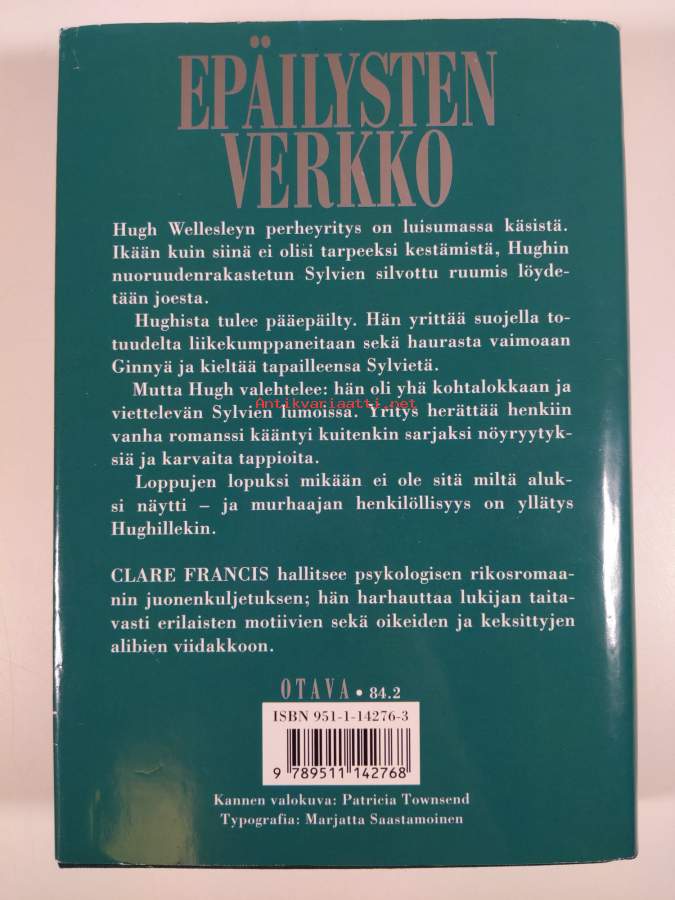 EPÄILYSTEN
VERKKO
Hugh Wellesleyn perheyritys on luisumassa käsistä.
Ikään kuin siinä ei olisi tarpeeksi kestämistä, Hughin
nuoruudenrakastetun Sylvien silvottu ruumis löyde-
tään joesta.
Hughista tulee pääepäilty. Hän yrittää suojella to-
tuudelta liikekumppaneitaan sekä haurasta vaimoaan
Ginnyä ja kieltää tapailleensa Sylvietä.
Mutta Hugh valehtelee: hän oli yhä kohtalokkaan ja
Antikvariaatti.net
viettelevän Sylvien lumoissa. Yritys herättää henkiin
vanha romanssi kääntyi kuitenkin sarjaksi nöyryytyk-
siä ja karvaita tappioita.
Loppujen lopuksi mikään ei ole sitä miltä aluk-
si näytti – ja murhaajan henkilöllisyys on yllätys
Hughillekin.
CLARE FRANCIS hallitsee psykologisen rikosromaa-
nin juonenkuljetuksen; hän harhauttaa lukijan taita-
vasti erilaisten motiivien sekä oikeiden ja keksittyjen
alibien viidakkoon.
OTAVA • 84.2
ISBN 951-1-14276-3
9 789511 142768
Kannen valokuva: Patricia Townsend
Typografia: Marjatta Saastamoinen